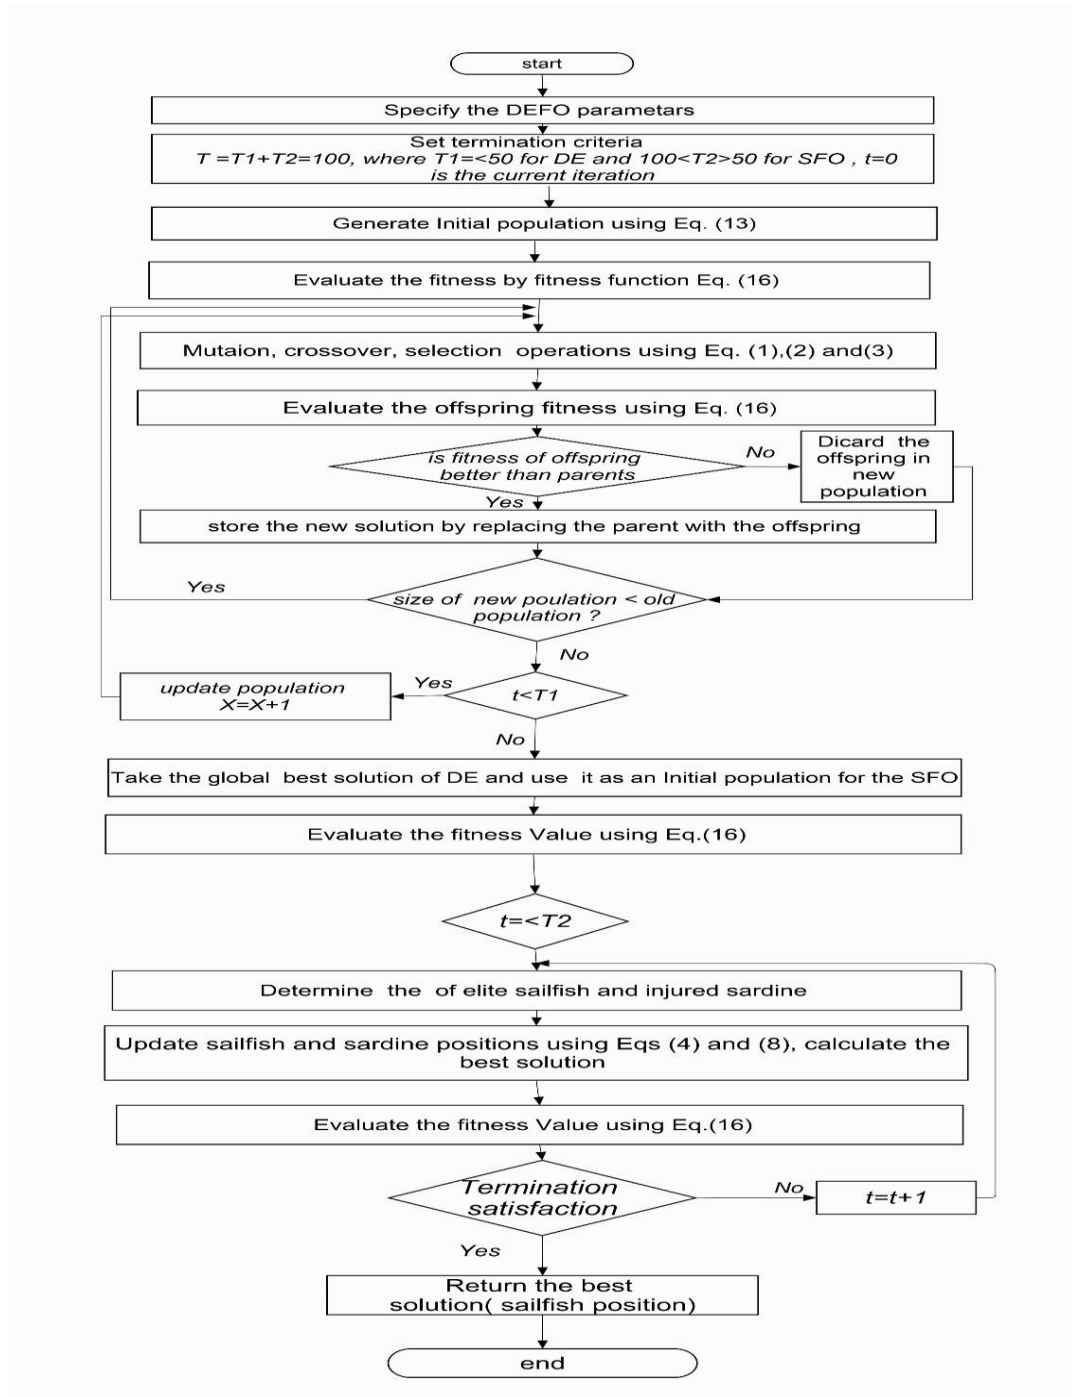 start
Specify the DEFO parametars
Set termination criteria
T =T1+T2=100, where T1=<50 for DE and 100<T2>50 for SFO , t=0
is the current iteration
Generate Initial population using Eq. (13)
Evaluate the fitness by fitness function Eq. (16)
Mutaion, crossover, selection operations using Eq. (1),(2) and(3)
Evaluate the offspring fitness using Eq. (16)
is fitness of offspring
better than parents
No
Dicard the
offspring in
new
population
Yes
store the new solution by replacing the parent with the offspring
Yes
size of new poulation < old
population ?
No
update population
X=X+1
Yes
t<T1
No
Take the global best solution of DE and use it as an Initial population for the SFO
Evaluate the fitness Value using Eq.(16)
t=<T2
Determine the of elite sailfish and injured sardine
Update sailfish and sardine positions using Eqs (4) and (8), calculate the
best solution
Evaluate the fitness Value using Eq.(16)
Termination
satisfaction
No
t=t+1
Yes
Return the best
solution( sailfish position)
end